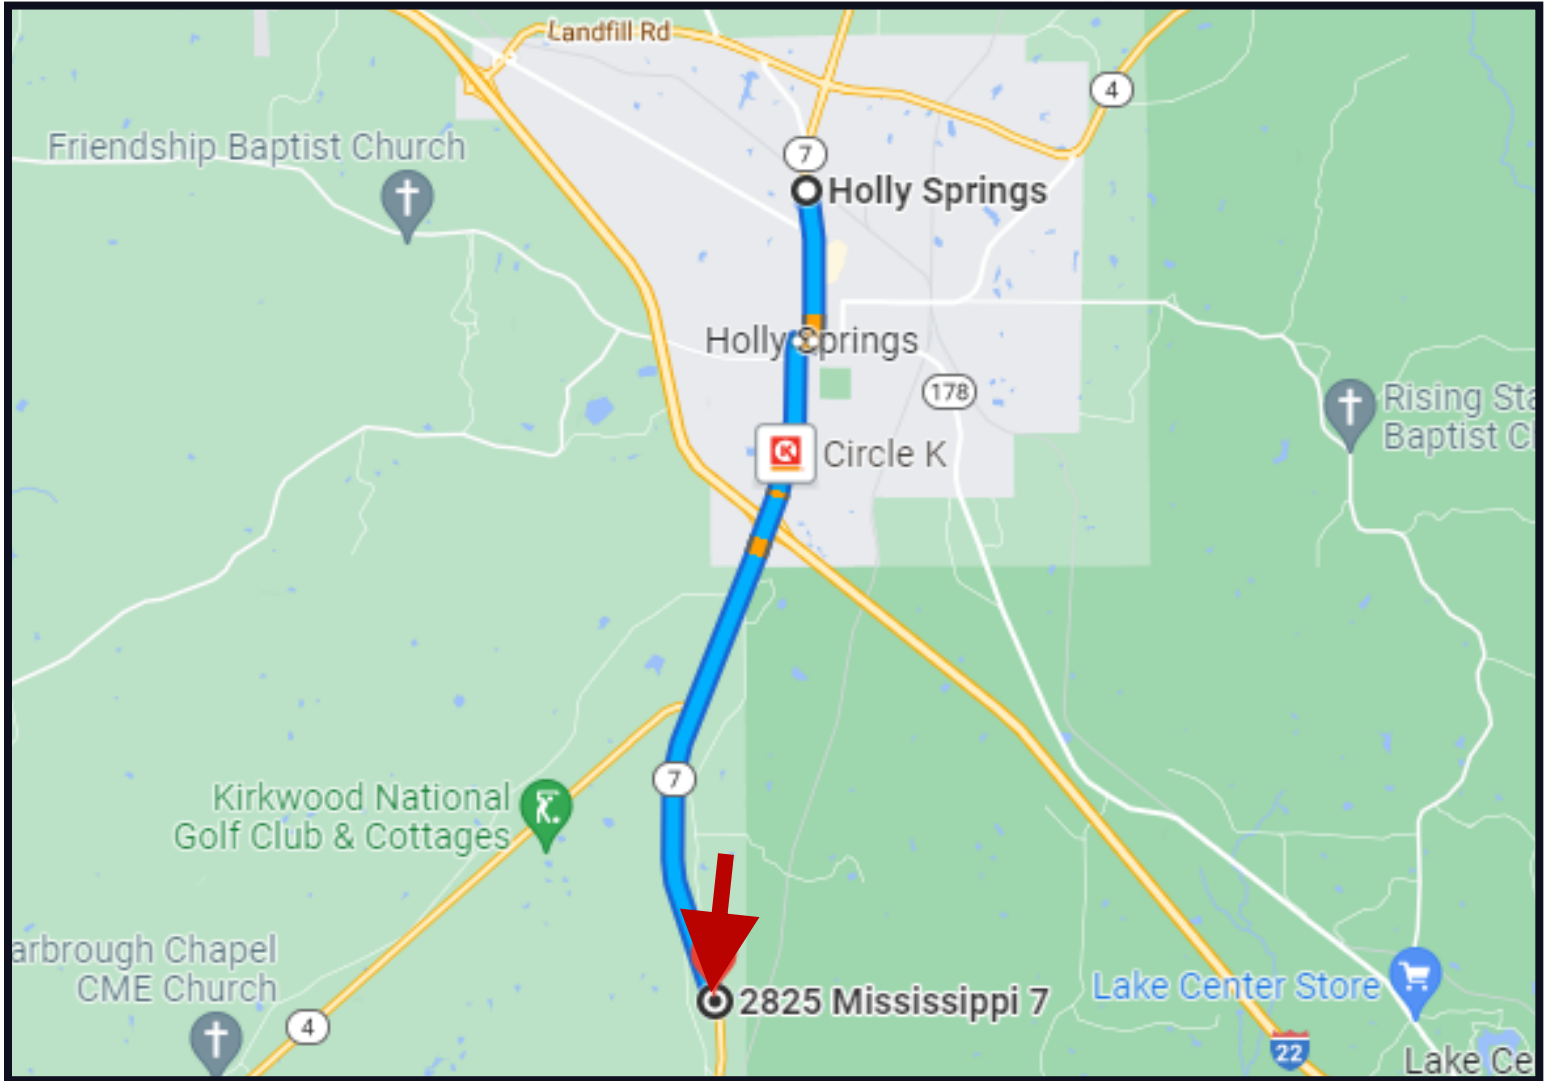 Landfill Rd
4
Friendship Baptist Church
7
Holly Springs
Holly Springs
178
Rising Sta
Baptist C
Circle K
7
Kirkwood National
Golf Club & Cottages
arbrough Chapel
CME Church
Lake Center Store
2825 Mississippi 7
4
22
Lake Ce